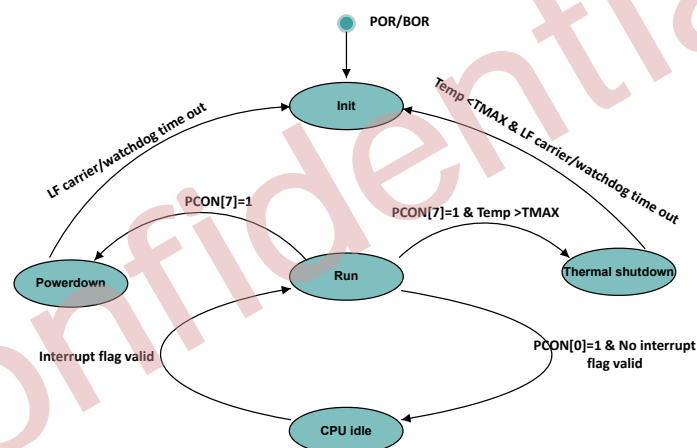 POR/BOR
Init
LF carrier/watchdog time out
Temp <TMAX & LF carrier/watchdog time out
PCON[7]=1
PCON[7]=1 & Temp >TMAX
Powerdown
Run
Thermal shutdown
Interrupt flag valid
PCON[0]=1 & No interrupt
flag valid
CPU idle
onfidential